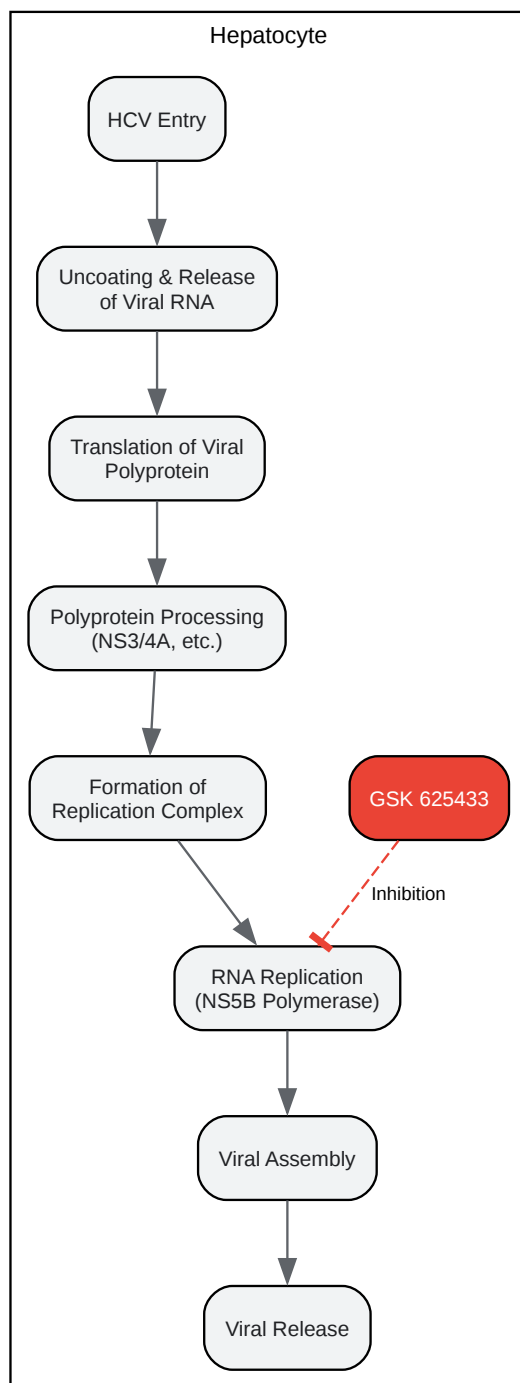 Hepatocyte
HCV Entry
Uncoating & Release
of Viral RNA
Translation of Viral
Polyprotein
Polyprotein Processing
(NS3/4A, etc.)
Formation of
Replication Complex
GSK 625433
Inhibition
RNA Replication
(NS5B Polymerase)
Viral Assembly
Viral Release